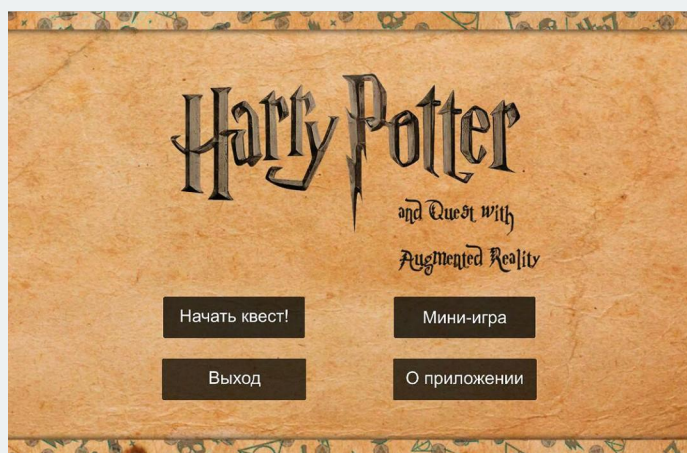 Harry Potter
and Quest with
Augmented Reality
Начать квест!
Мини-игра
Выход
О приложении